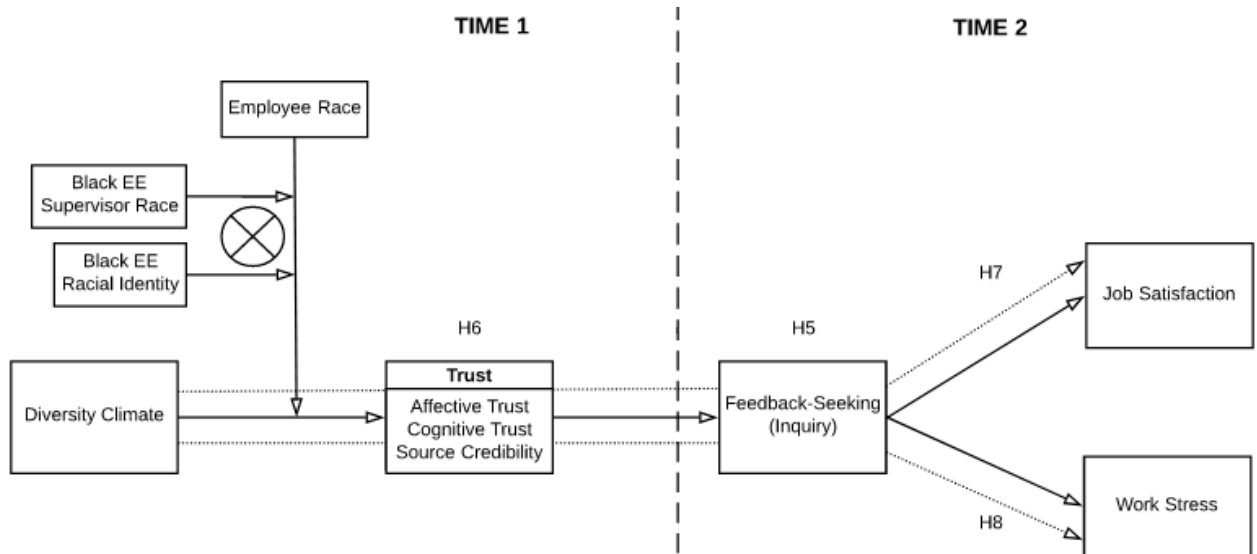 TIME 1
TIME 2
Employee Race
Black EE
Supervisor Race
Black EE
Racial Identity
H7
Job Satisfaction
H6
H5
Diversity Climate
Trust
Affective Trust
Cognitive Trust
Source Credibility
Feedback-Seeking
(Inquiry)
Work Stress
H8